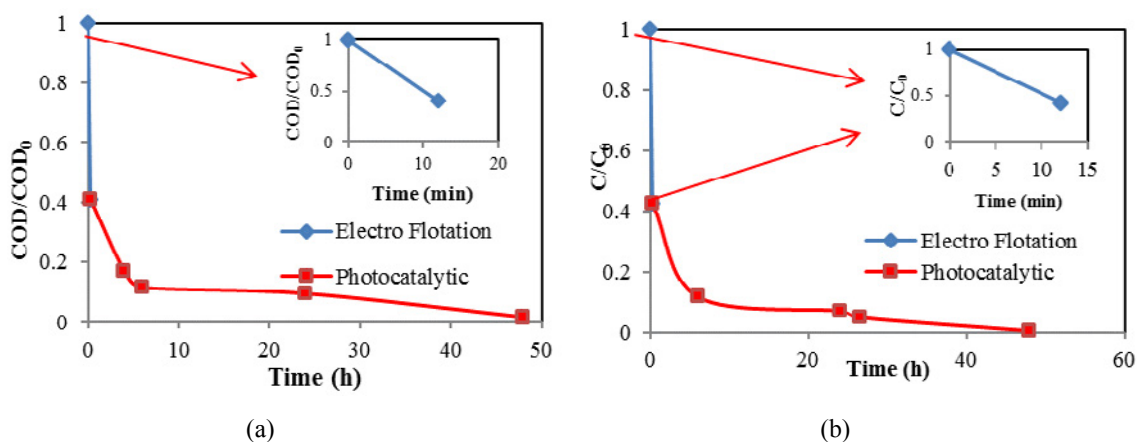 1
0.8
0.6
0.4
0.2
0
0 10 20 30 40 50
COD/COD₀
Time (h)
1
0.5
0
0 10 20
COD/COD₀
Time (min)
Electro Flotation
Photocatalytic
(a)
1
0.8
0.6
0.4
0.2
0
0 20 40 60
C/C₀
Time (h)
1
0.5
0
0 5 10 15
C/C₀
Time (min)
Electro Flotation
Photocatalytic
(b)